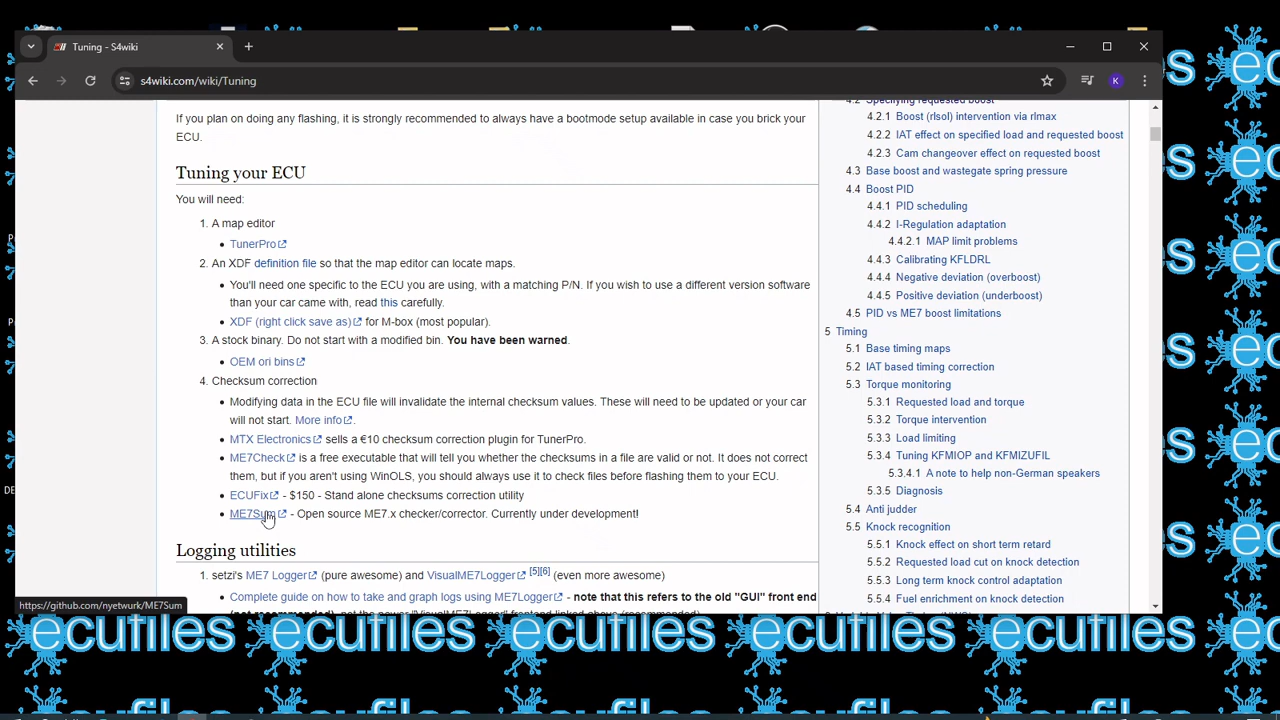 Tuning - S4wiki
s4wiki.com/wiki/Tuning
K
If you plan on doing any flashing, it is strongly recommended to always have a bootmode setup available in case you brick your
ECU.
Tuning your ECU
You will need:
1. A map editor
TunerPro
2. An XDF definition file so that the map editor can locate maps.
You'll need one specific to the ECU you are using, with a matching P/N. If you wish to use a different version software
than your car came with, read this carefully.
XDF (right click save as) for M-box (most popular).
3. A stock binary. Do not start with a modified bin. You have been warned.
OEM ori bins
4. Checksum correction
Modifying data in the ECU file will invalidate the internal checksum values. These will need to be updated or your car
will not start. More info.
MTX Electronics sells a €10 checksum correction plugin for TunerPro.
ME7Check is a free executable that will tell you whether the checksums in a file are valid or not. It does not correct
them, but if you aren't using WinOLS, you should always use it to check files before flashing them to your ECU.
ECUFix - $150 - Stand alone checksums correction utility
ME7Sum - Open source ME7.x checker/corrector. Currently under development!
Logging utilities
1. setzi's ME7 Logger (pure awesome) and VisualME7Logger [5][6] (even more awesome)
Complete guide on how to take and graph logs using ME7Logger - note that this refers to the old "GUI" front end
(not recommended), not the newer "VisualME7Logger" frontend linked above (recommended)
4.2 Specifying requested boost
4.2.1 Boost (rlsol) intervention via rlmax
4.2.2 IAT effect on specified load and requested boost
4.2.3 Cam changeover effect on requested boost
4.3 Base boost and wastegate spring pressure
4.4 Boost PID
4.4.1 PID scheduling
4.4.2 I-Regulation adaptation
4.4.2.1 MAP limit problems
4.4.3 Calibrating KFLDRL
4.4.4 Negative deviation (overboost)
4.4.5 Positive deviation (underboost)
4.5 PID vs ME7 boost limitations
5 Timing
5.1 Base timing maps
5.2 IAT based timing correction
5.3 Torque monitoring
5.3.1 Requested load and torque
5.3.2 Torque intervention
5.3.3 Load limiting
5.3.4 Tuning KFMIOP and KFMIZUFIL
5.3.4.1 A note to help non-German speakers
5.3.5 Diagnosis
5.4 Anti judder
5.5 Knock recognition
5.5.1 Knock effect on short term retard
5.5.2 Requested load cut on knock detection
5.5.3 Long term knock control adaptation
5.5.4 Fuel enrichment on knock detection
https://github.com/nyetwurk/ME7Sum
ecufiles ecufiles ecufiles ecufiles ecufiles ec